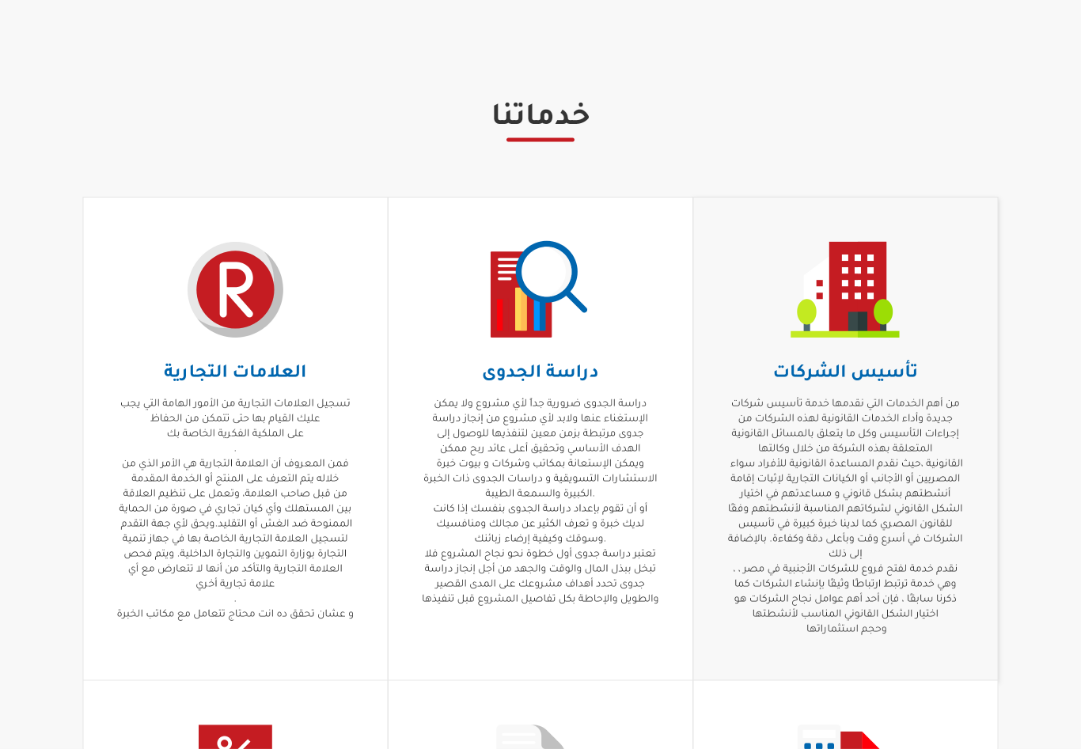 خدماتنا
تأسيس الشركات
من أهم الخدمات التي نقدمها خدمة تأسيس شركات
جديدة وأداء الخدمات القانونية لهذه الشركات من
إجراءات التأسيس وكل ما يتعلق بالمسائل القانونية
المتعلقة بهذه الشركة من خلال وكالتها
القانونية .حيث نقدم المساعدة القانونية للأفراد سواء
المصريين أو الأجانب أو الكيانات التجارية لإثبات إقامة
أنشطتهم بشكل قانوني و مساعدتهم في اختيار
الشكل القانوني لشركاتهم المناسبة لأنشطتهم وفقًا
للقانون المصري كما لدينا خبرة كبيرة في تأسيس
الشركات في أسرع وقت وبأعلى دقة وكفاءة. بالإضافة
إلى ذلك
نقدم خدمة لفتح فروع للشركات الأجنبية في مصر ، .
وهي خدمة ترتبط ارتباطًا وثيقًا بإنشاء الشركات كما
ذكرنا سابقًا ، فإن أحد أهم عوامل نجاح الشركات هو
اختيار الشكل القانوني المناسب لأنشطتها
وحجم استثماراتها
دراسة الجدوى
دراسة الجدوى ضرورية جداً لأي مشروع ولا يمكن
الإستغناء عنها ولابد لأي مشروع من إنجاز دراسة
جدوى مرتبطة بزمن معين لتنفذيها للوصول إلى
الهدف الأساسي وتحقيق أعلى عائد ربح ممكن
ويمكن الإستعانة بمكاتب وشركات و بيوت خبرة
الاستشارات التسويقية و دراسات الجدوى ذات الخبرة
.الكبيرة والسمعة الطيبة
أو أن تقوم بإعداد دراسة الجدوى بنفسك إذا كانت
لديك خبرة و تعرف الكثير عن مجالك ومنافسيك
.وسوقك وكيفية إرضاء زبائنك
تعتبر دراسة جدوى أول خطوة نحو نجاح المشروع فلا
تبخل ببذل المال والوقت والجهد من أجل إنجاز دراسة
جدوى تحدد أهداف مشروعك على المدى القصير
والطويل والإحاطة بكل تفاصيل المشروع قبل تنفيذها
العلامات التجارية
تسجيل العلامات التجارية من الأمور الهامة التي يجب
عليك القيام بها حتى تتمكن من الحفاظ
على الملكية الفكرية الخاصة بك
.
فمن المعروف أن العلامة التجارية هي الأمر الذي من
خلاله يتم التعرف على المنتج أو الخدمة المقدمة
من قبل صاحب العلامة، وتعمل على تنظيم العلاقة
بين المستهلك وأي كيان تجاري في صورة من الحماية
الممنوحة ضد الغش أو التقليد.ويحق لأي جهة التقدم
لتسجيل العلامة التجارية الخاصة بها في جهاز تنمية
التجارة بوزارة التموين والتجارة الداخلية. ويتم فحص
العلامة التجارية والتأكد من أنها لا تتعارض مع أي
علامة تجارية أخري
.
و عشان تحقق ده انت محتاج تتعامل مع مكاتب الخبرة
R
%